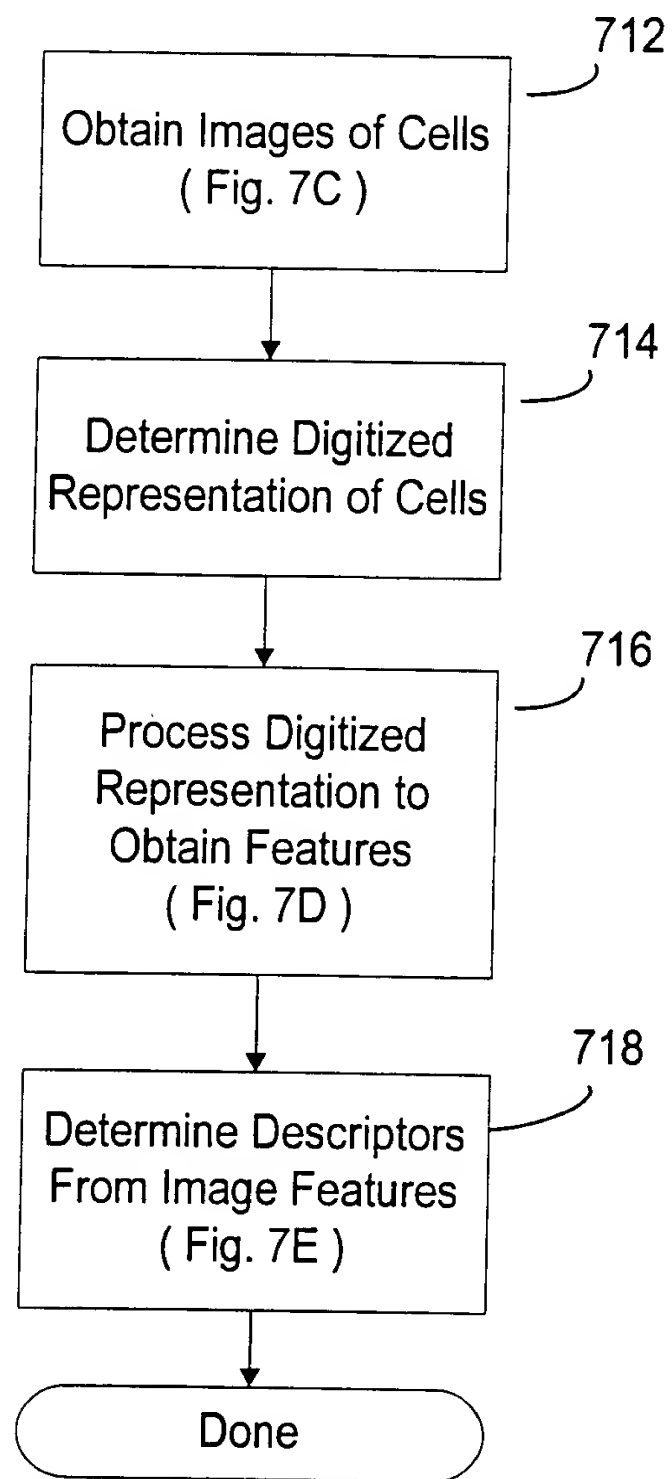 712
Obtain Images of Cells
( Fig. 7C )
714
Determine Digitized
Representation of Cells
716
Process Digitized
Representation to
Obtain Features
( Fig. 7D )
718
Determine Descriptors
From Image Features
( Fig. 7E )
Done